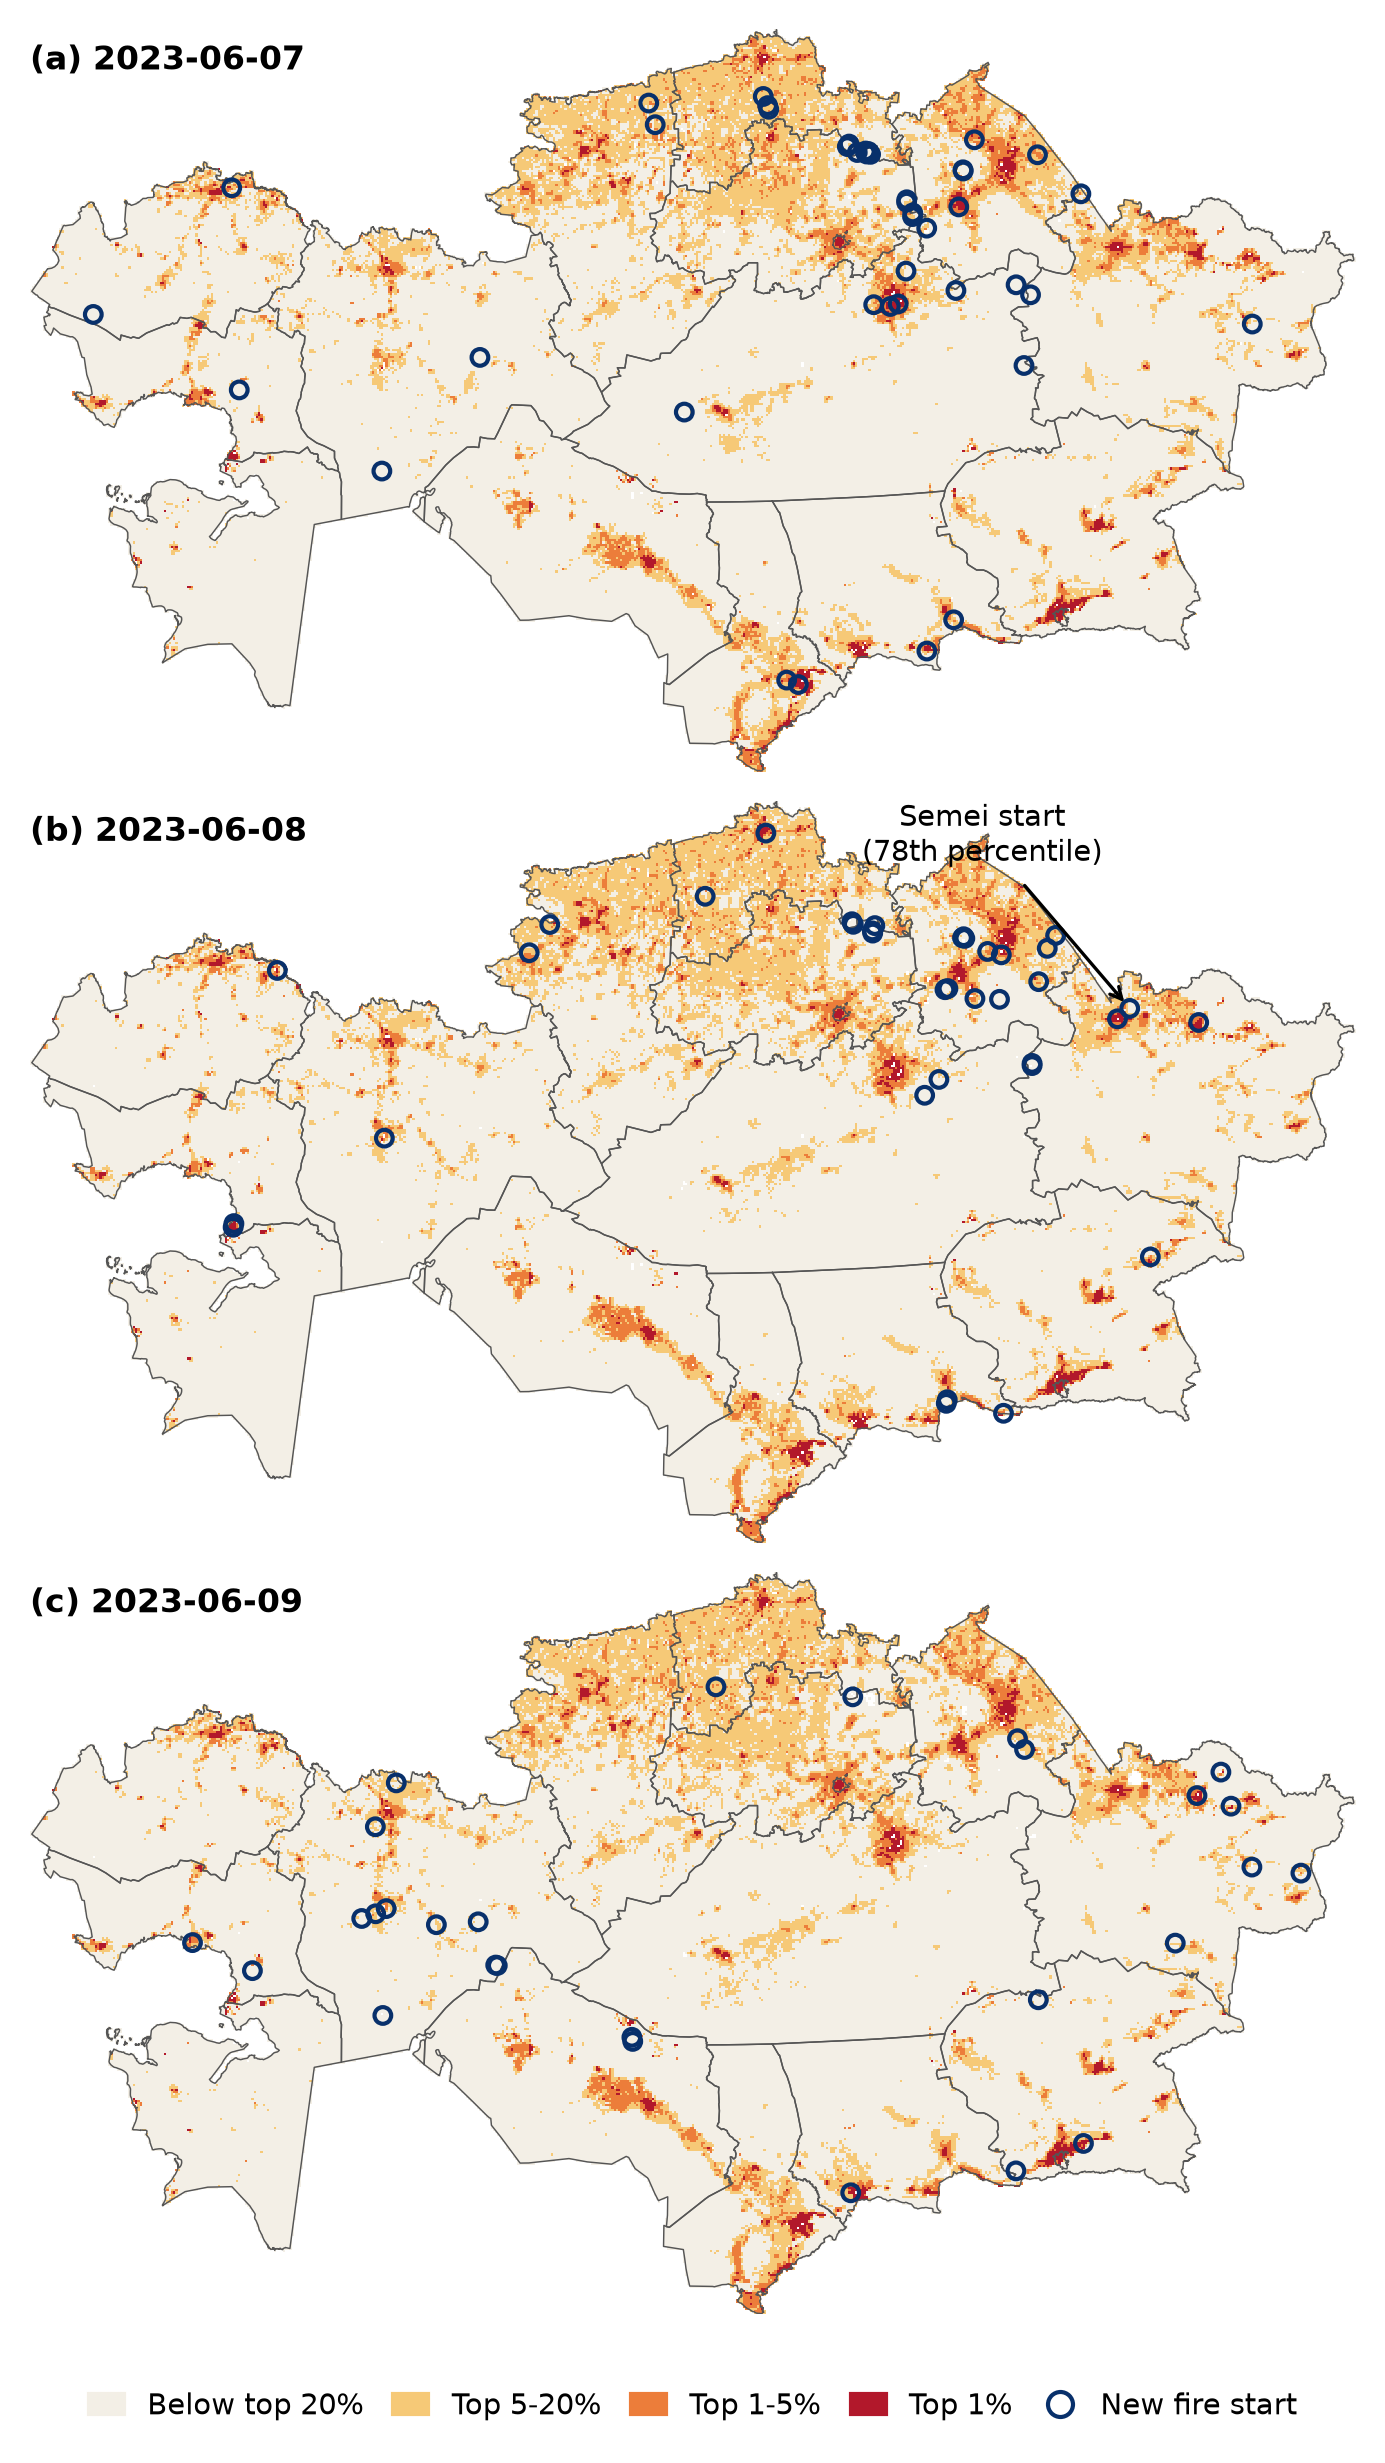 (a) 2023-06-07
(b) 2023-06-08
Semei start
(78th percentile)
(c) 2023-06-09
Below top 20%
Top 5-20%
Top 1-5%
Top 1%
New fire start